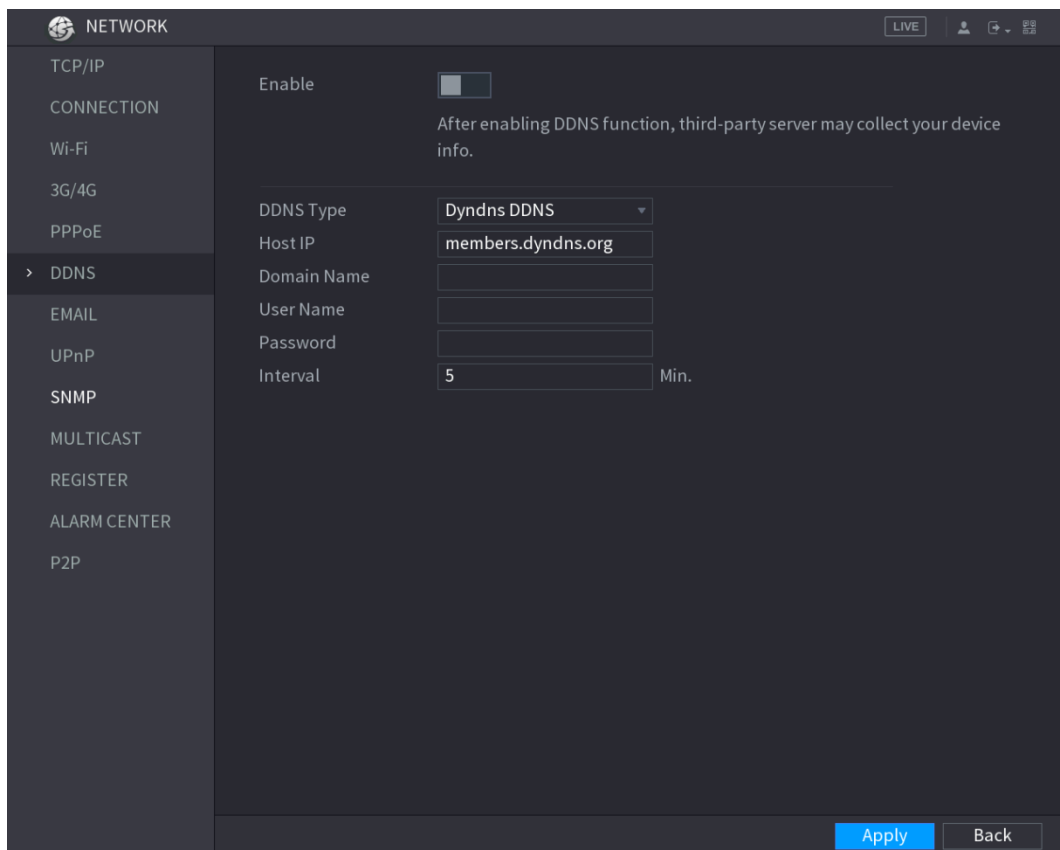 NETWORK
LIVE
TCP/IP
CONNECTION
Wi-Fi
3G/4G
PPPoE
DDNS
EMAIL
UPnP
SNMP
MULTICAST
REGISTER
ALARM CENTER
P2P
Enable
After enabling DDNS function, third-party server may collect your device
info.
DDNS Type Dyndns DDNS
Host IP members.dyndns.org
Domain Name
User Name
Password
Interval 5 Min.
Apply Back